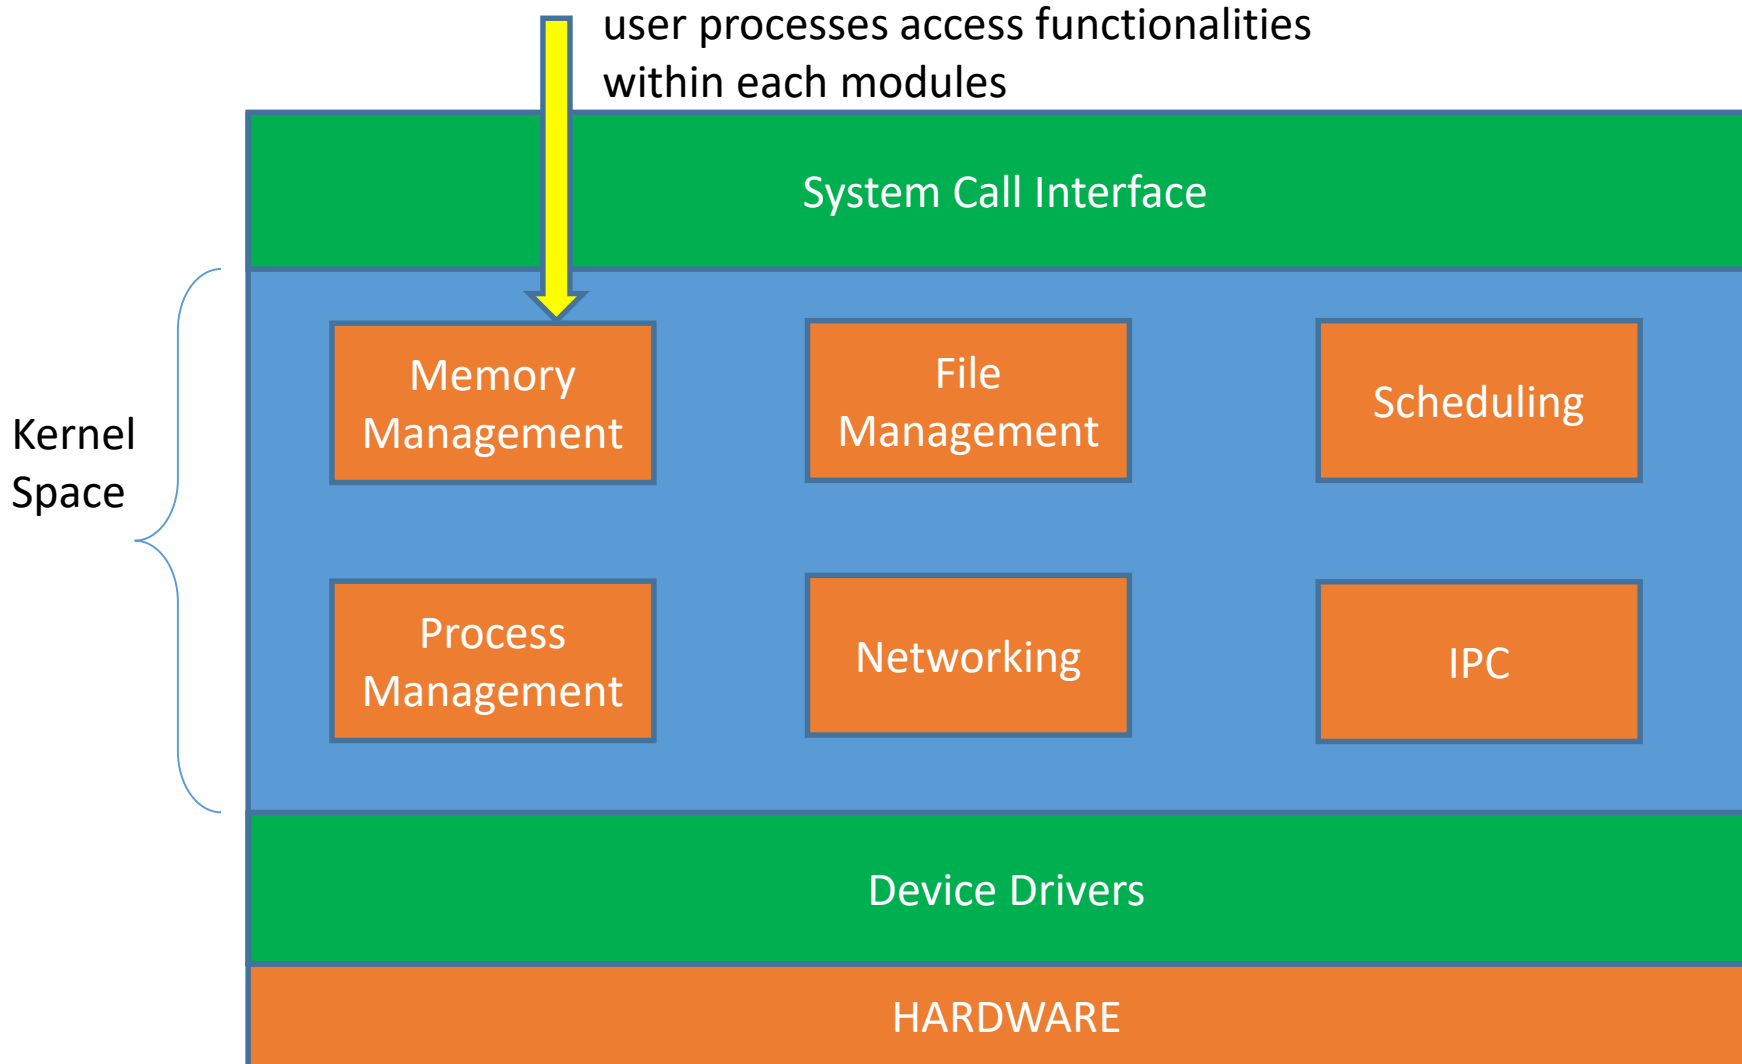 user processes access functionalities
within each modules
System Call Interface
Kernel
Space
Memory
Management
File
Management
Scheduling
Process
Management
Networking
IPC
Device Drivers
HARDWARE